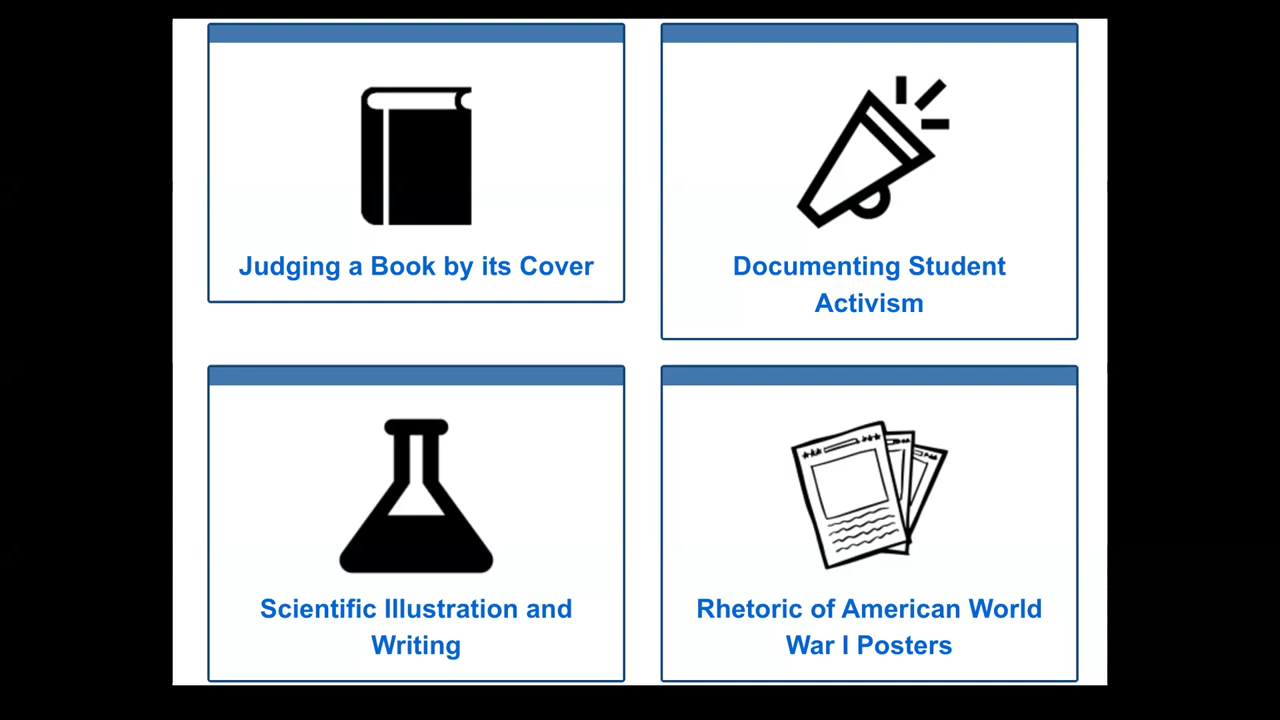 Judging a Book by its Cover
Documenting Student
Activism
Scientific Illustration and
Writing
Rhetoric of American World
War I Posters